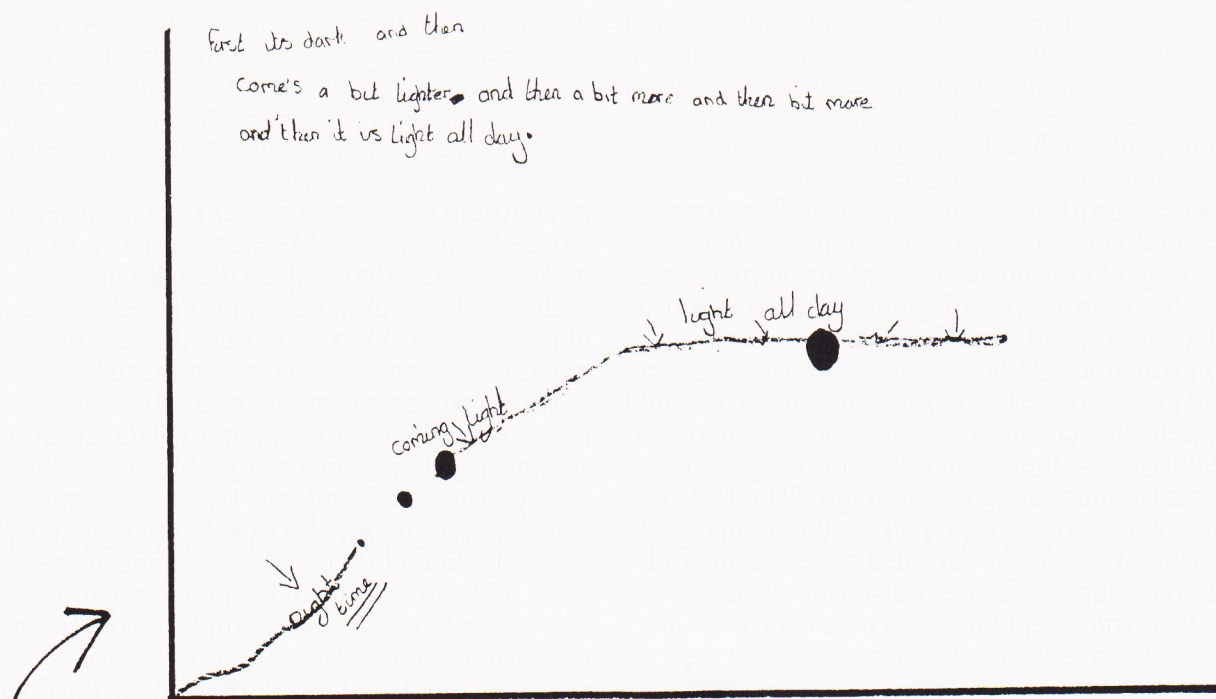 First its dark and then
Come's a bit lighter. and then a bit more and then bit more
and then it is light all day.
light all day
coming light
night
time